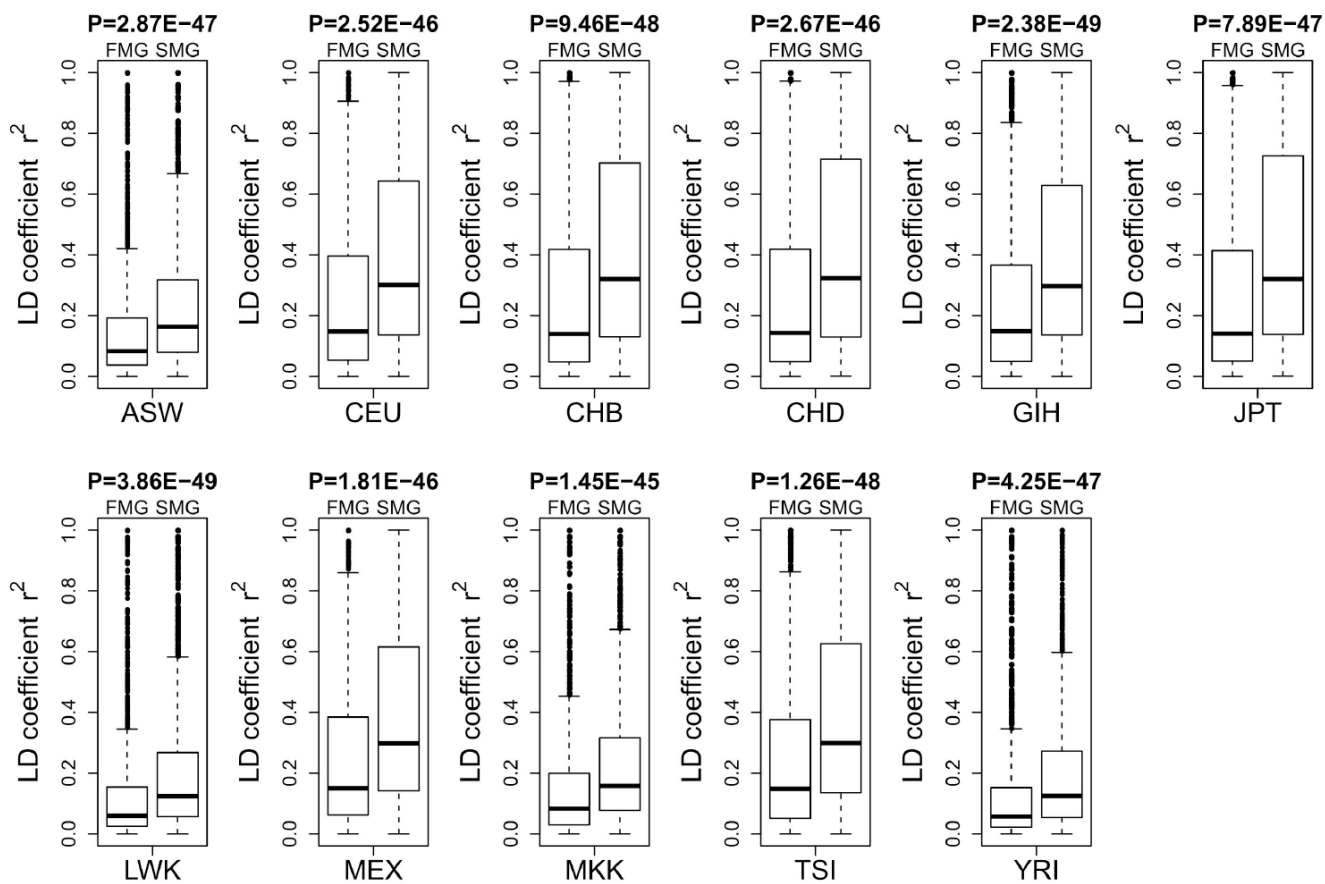 P=2.87E−47 P=2.52E−46 P=9.46E−48 P=2.67E−46 P=2.38E−49 P=7.89E−47
FMG SMG FMG SMG FMG SMG FMG SMG FMG SMG FMG SMG
LD coefficient r²
0.0 0.2 0.4 0.6 0.8 1.0
LD coefficient r²
0.0 0.2 0.4 0.6 0.8 1.0
LD coefficient r²
0.0 0.2 0.4 0.6 0.8 1.0
LD coefficient r²
0.0 0.2 0.4 0.6 0.8 1.0
LD coefficient r²
0.0 0.2 0.4 0.6 0.8 1.0
LD coefficient r²
0.0 0.2 0.4 0.6 0.8 1.0
ASW CEU CHB CHD GIH JPT
P=3.86E−49 P=1.81E−46 P=1.45E−45 P=1.26E−48 P=4.25E−47
FMG SMG FMG SMG FMG SMG FMG SMG FMG SMG
LD coefficient r²
0.0 0.2 0.4 0.6 0.8 1.0
LD coefficient r²
0.0 0.2 0.4 0.6 0.8 1.0
LD coefficient r²
0.0 0.2 0.4 0.6 0.8 1.0
LD coefficient r²
0.0 0.2 0.4 0.6 0.8 1.0
LD coefficient r²
0.0 0.2 0.4 0.6 0.8 1.0
LWK MEX MKK TSI YRI